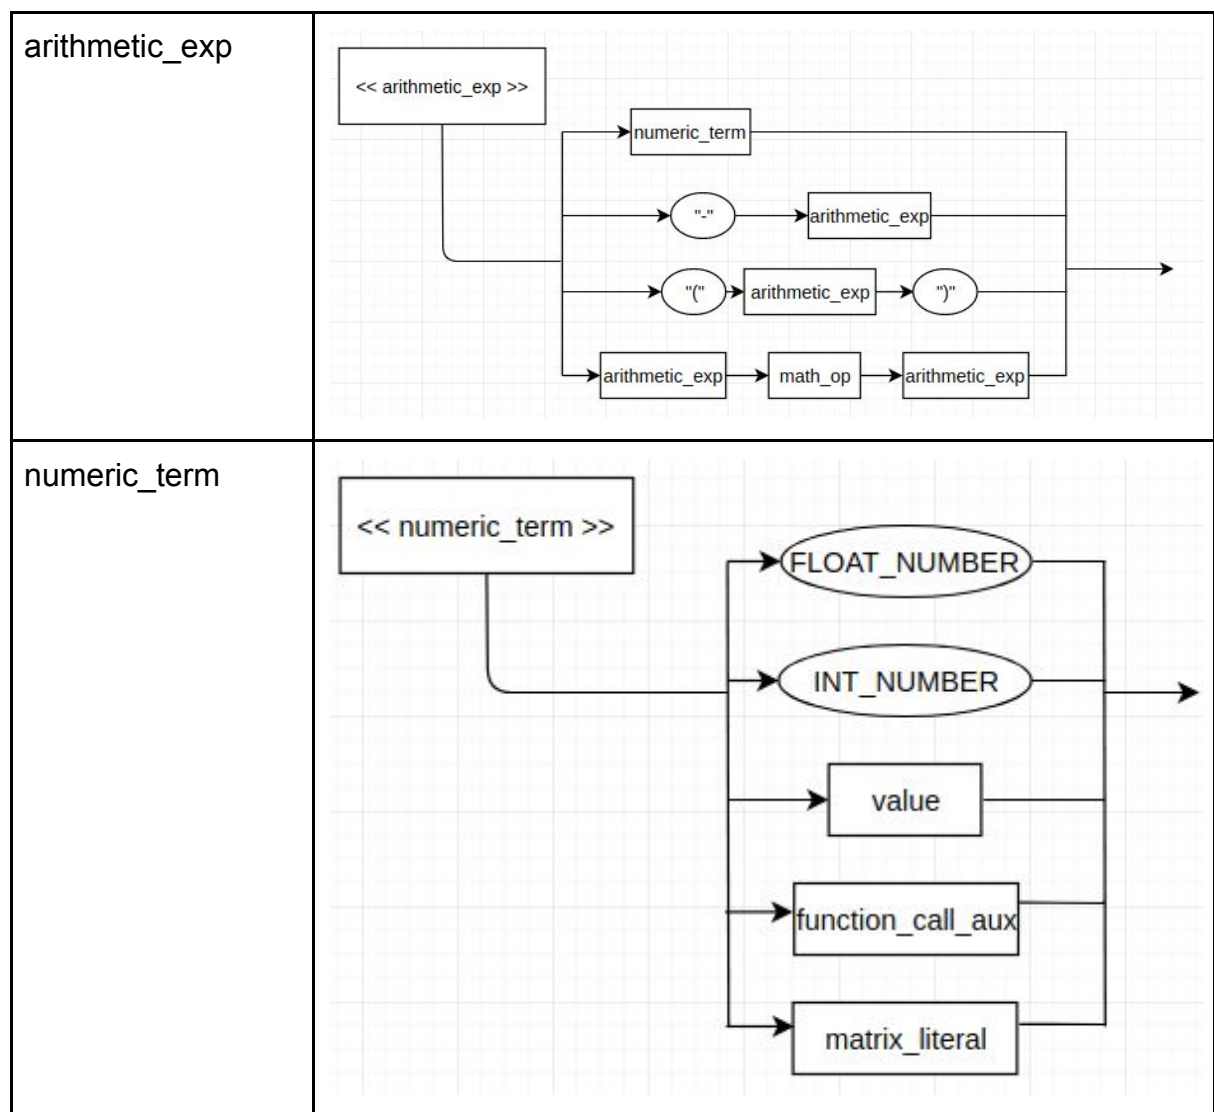 arithmetic_exp
<< arithmetic_exp >>
numeric_term
"-"
arithmetic_exp
"("
arithmetic_exp
")"
arithmetic_exp
math_op
arithmetic_exp
numeric_term
<< numeric_term >>
FLOAT_NUMBER
INT_NUMBER
value
function_call_aux
matrix_literal